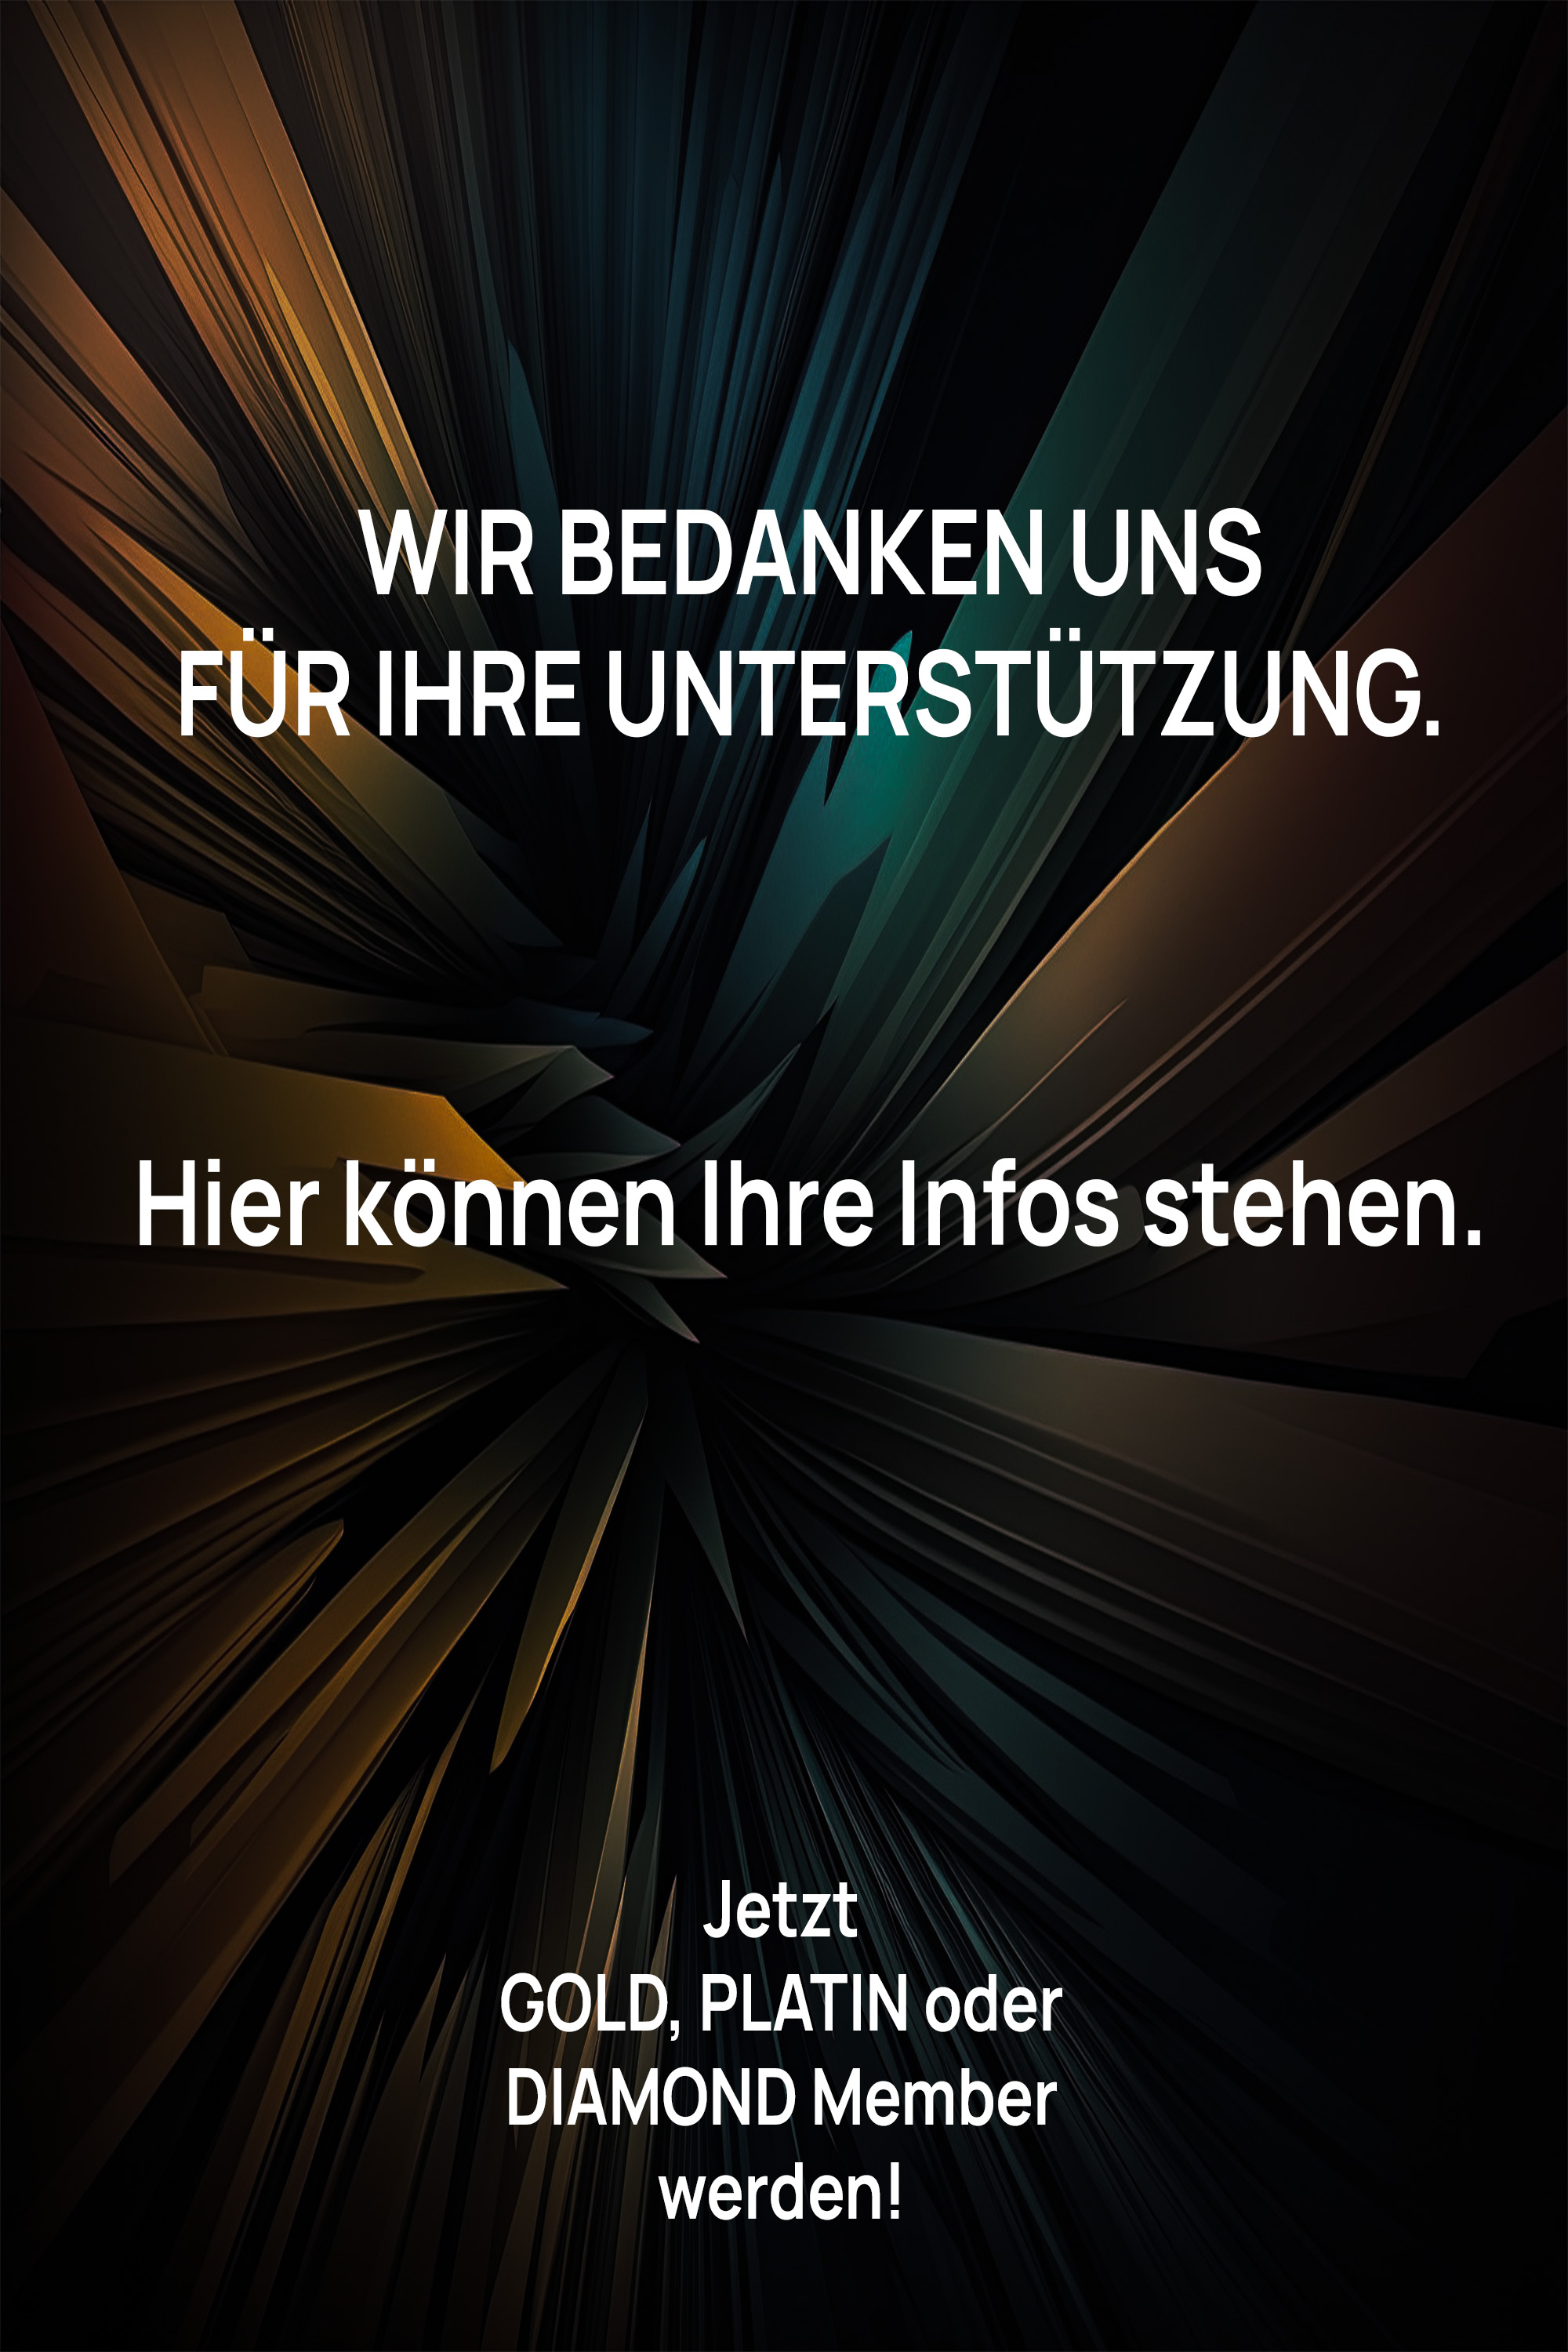 WIR BEDANKEN UNS
FÜR IHRE UNTERSTÜTZUNG.
Hier können Ihre Infos stehen.
Jetzt
GOLD, PLATIN oder
DIAMOND Member
werden!